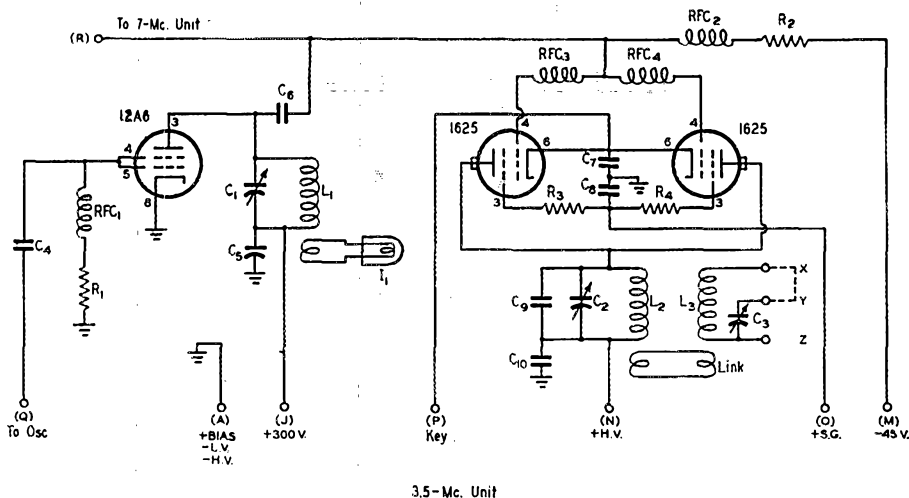 To 7-Mc. Unit
(R)
RFC2
R2
RFC3
RFC4
C6
12A6
3
4
5
8
1625
4
6
3
1625
4
6
3
C7
C8
R3
R4
C1
L1
RFC1
C4
C5
I1
R1
C9
C2
L2
L3
X
Y
C3
Z
C10
Link
(Q)
To Osc
(A)
+BIAS
-L.V.
-H.V.
(J)
+300 V.
(P)
Key
(N)
+H.V.
(O)
+S.G.
(M)
-45 V.
3.5-Mc. Unit